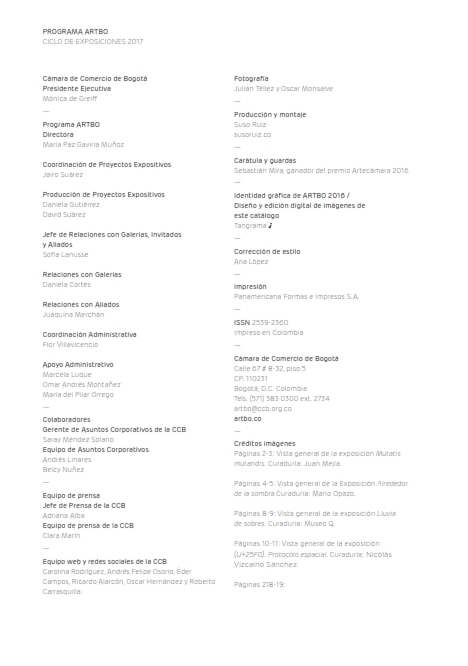 PROGRAMA ARTBO
CICLO DE EXPOSICIONES 2017
Cámara de Comercio de Bogotá
Presidente Ejecutiva
Mónica de Greiff
—
Programa ARTBO
Directora
María Paz Gaviria Muñoz
Coordinación de Proyectos Expositivos
Jairo Suárez
Producción de Proyectos Expositivos
Daniela Gutiérrez
David Suárez
Jefe de Relaciones con Galerías, Invitados
y Aliados
Sofía Lanusse
Relaciones con Galerías
Daniela Cortés
Relaciones con Aliados
Juaquina Merchán
Coordinación Administrativa
Flor Villavicencio
Apoyo Administrativo
Marcela Luque
Omar Andrés Montañez
María del Pilar Orrego
—
Colaboradores
Gerente de Asuntos Corporativos de la CCB
Saray Méndez Solano
Equipo de Asuntos Corporativos
Andrés Linares
Belcy Nuñez
—
Equipo de prensa
Jefe de Prensa de la CCB
Adriana Alba
Equipo de prensa de la CCB
Clara Marín
—
Equipo web y redes sociales de la CCB
Carolina Rodríguez, Andrés Felipe Osorio, Eder
Campos, Ricardo Alarcón, Oscar Hernández y Roberto
Carrasquilla.
Fotografía
Julián Téllez y Oscar Monsalve
—
Producción y montaje
Suso Ruiz
susoruiz.co
—
Carátula y guardas
Sebastián Mira, ganador del premio Artecámara 2016
—
Identidad gráfica de ARTBO 2016 /
Diseño y edición digital de imágenes de
este catálogo
Tangrama
—
Corrección de estilo
Ana López
—
Impresión
Panamericana Formas e Impresos S.A.
—
ISSN 2539-2360
Impreso en Colombia
—
Cámara de Comercio de Bogotá
Calle 67 # 8-32, piso 5
CP. 110231
Bogotá, D.C. Colombia
Tels. (571) 383 0300 ext. 2734
artbo@ccb.org.co
artbo.co
—
Créditos imágenes
Páginas 2-3: Vista general de la exposición Mutatis
mutandis. Curaduría: Juan Mejía.
Páginas 4-5: Vista general de la Exposición Alrededor
de la sombra.Curaduría: Mario Opazo.
Páginas 8-9: Vista general de la exposición Lluvia
de sobres. Curaduría: Museo Q.
Páginas 10-11: Vista general de la exposición
(U+25F0). Protocolo espacial. Curaduría: Nicolás
Vizcaíno Sánchez.
Páginas 218-19: